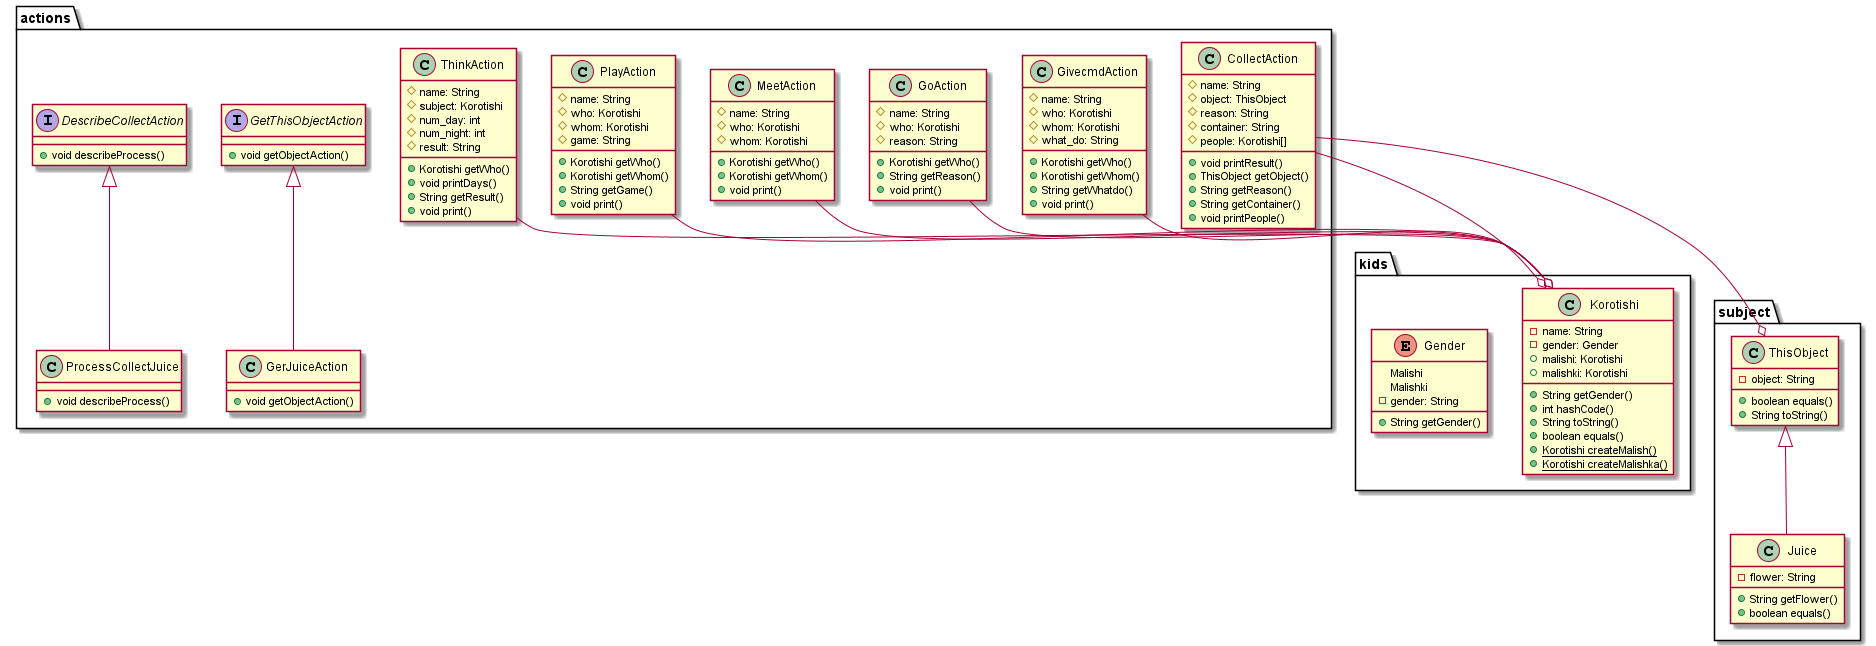 actions
I DescribeCollectAction
void describeProcess()
I GetThisObjectAction
void getObjectAction()
C ThinkAction
name: String
subject: Korotishi
num_day: int
num_night: int
result: String
Korotishi getWho()
void printDays()
String getResult()
void print()
C PlayAction
name: String
who: Korotishi
whom: Korotishi
game: String
Korotishi getWho()
Korotishi getWhom()
String getGame()
void print()
C MeetAction
name: String
who: Korotishi
whom: Korotishi
Korotishi getWho()
Korotishi getWhom()
void print()
C GoAction
name: String
who: Korotishi
reason: String
Korotishi getWho()
String getReason()
void print()
C GivecmdAction
name: String
who: Korotishi
whom: Korotishi
what_do: String
Korotishi getWho()
Korotishi getWhom()
String getWhatdo()
void print()
C CollectAction
name: String
object: ThisObject
reason: String
container: String
people: Korotishi[]
void printResult()
ThisObject getObject()
String getReason()
String getContainer()
void printPeople()
C ProcessCollectJuice
void describeProcess()
C GerJuiceAction
void getObjectAction()
kids
E Gender
Malishi
Malishki
gender: String
String getGender()
C Korotishi
name: String
gender: Gender
malishi: Korotishi
malishki: Korotishi
String getGender()
int hashCode()
String toString()
boolean equals()
Korotishi createMalish()
Korotishi createMalishka()
subject
C ThisObject
object: String
boolean equals()
String toString()
C Juice
flower: String
String getFlower()
boolean equals()